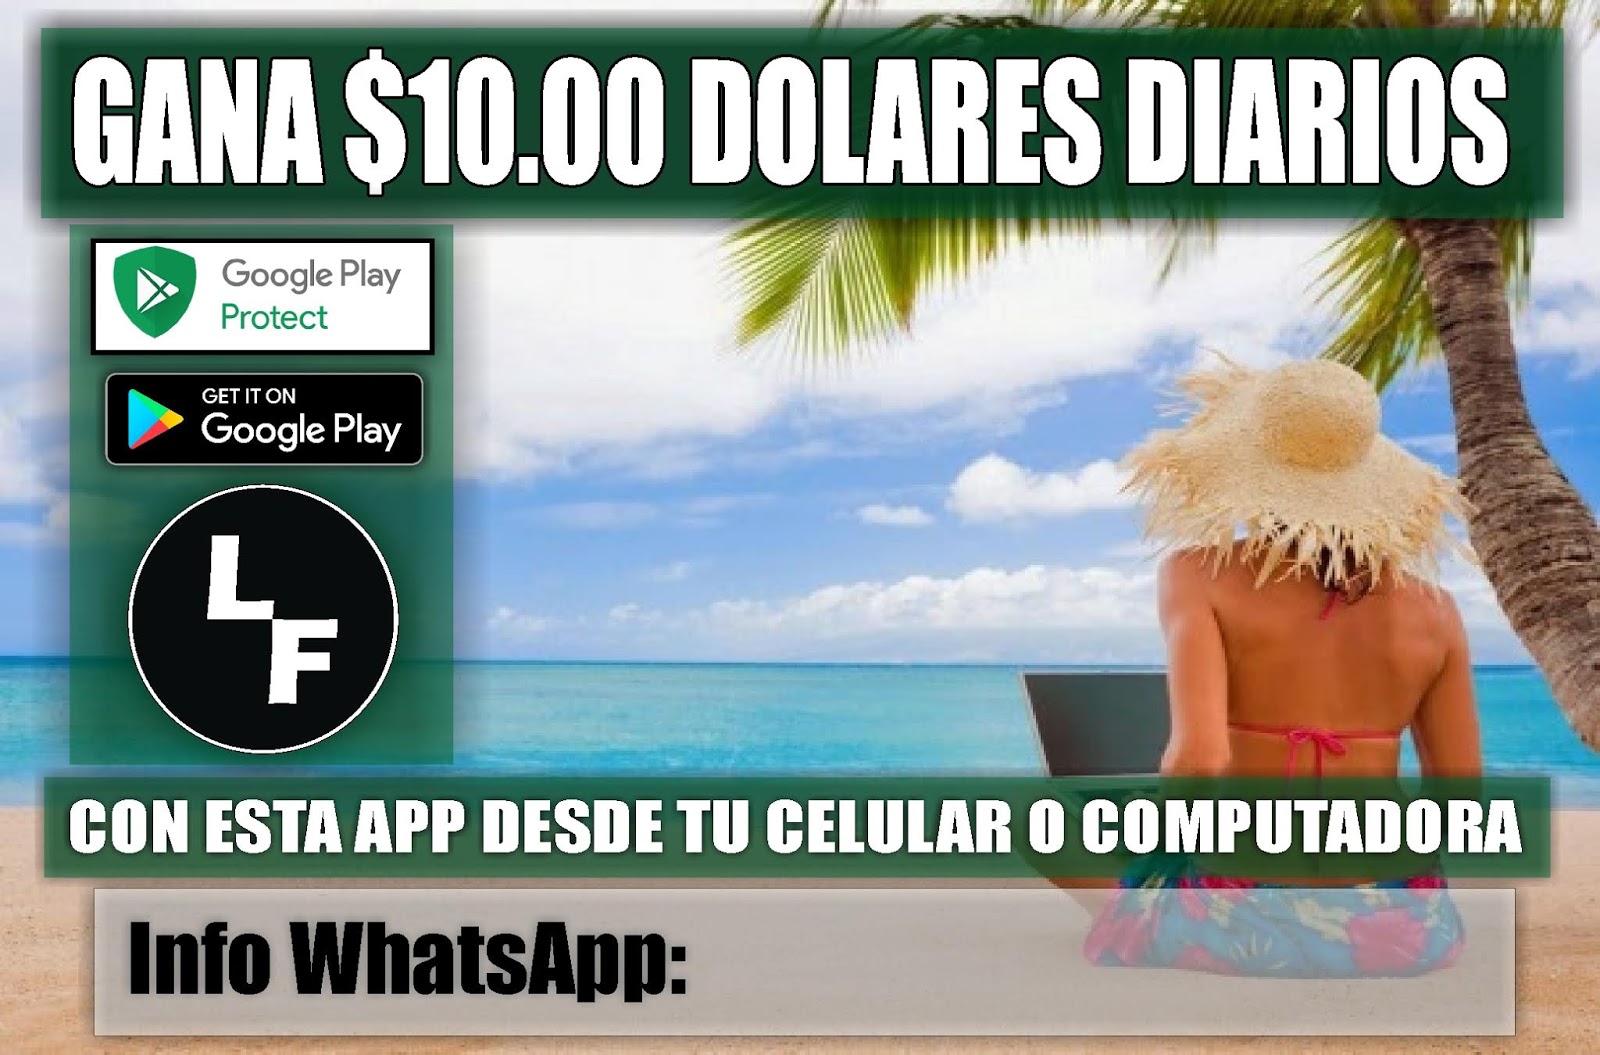 GANA $10.00 DOLARES DIARIOS
Google Play
Protect
GET IT ON
Google Play
L
F
CON ESTA APP DESDE TU CELULAR O COMPUTADORA
Info WhatsApp: